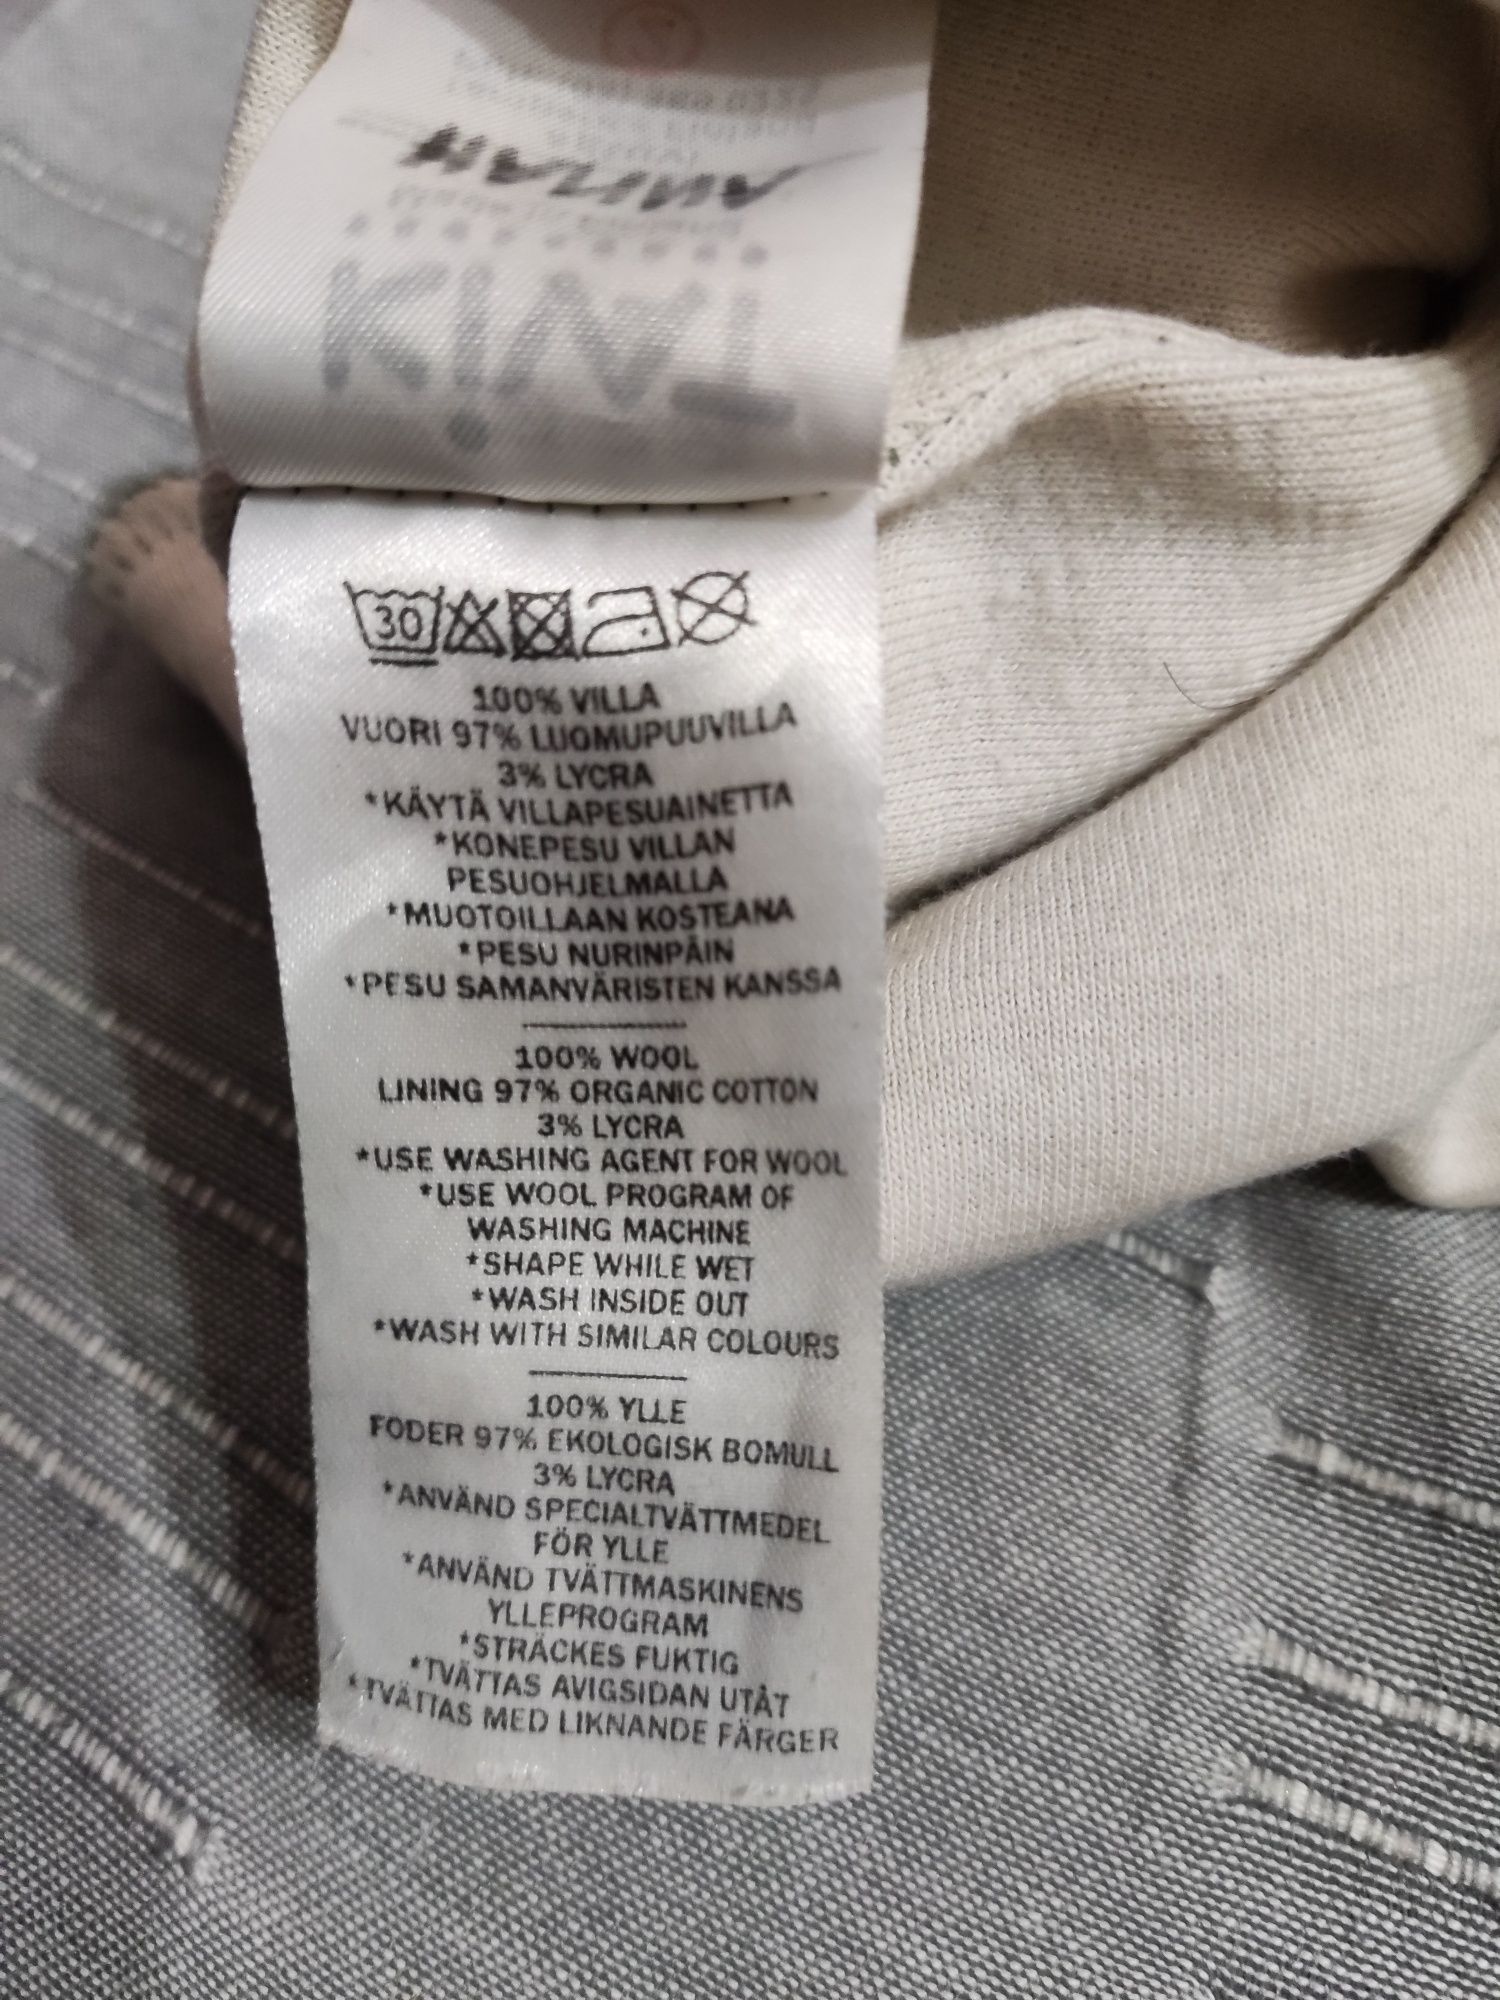 30
100% VILLA
VUORI 97% LUOMUPUUVILLA
3% LYCRA
*KÄYTÄ VILLAPESUAINETTA
*KONEPESU VILLAN
PESUOHJELMALLA
*MUOTOILLAAN KOSTEANA
*PESU NURINPÄIN
*PESU SAMANVÄRISTEN KANSSA
100% WOOL
LINING 97% ORGANIC COTTON
3% LYCRA
*USE WASHING AGENT FOR WOOL
*USE WOOL PROGRAM OF
WASHING MACHINE
*SHAPE WHILE WET
*WASH INSIDE OUT
*WASH WITH SIMILAR COLOURS
100% YLLE
FODER 97% EKOLOGISK BOMULL
3% LYCRA
*ANVÄND SPECIALTVÄTTMEDEL
FÖR YLLE
*ANVÄND TVÄTTMASKINENS
YLLEPROGRAM
*STRÄCKES FUKTIG
*TVÄTTAS AVIGSIDAN UTÅT
*TVÄTTAS MED LIKNANDE FÄRGER